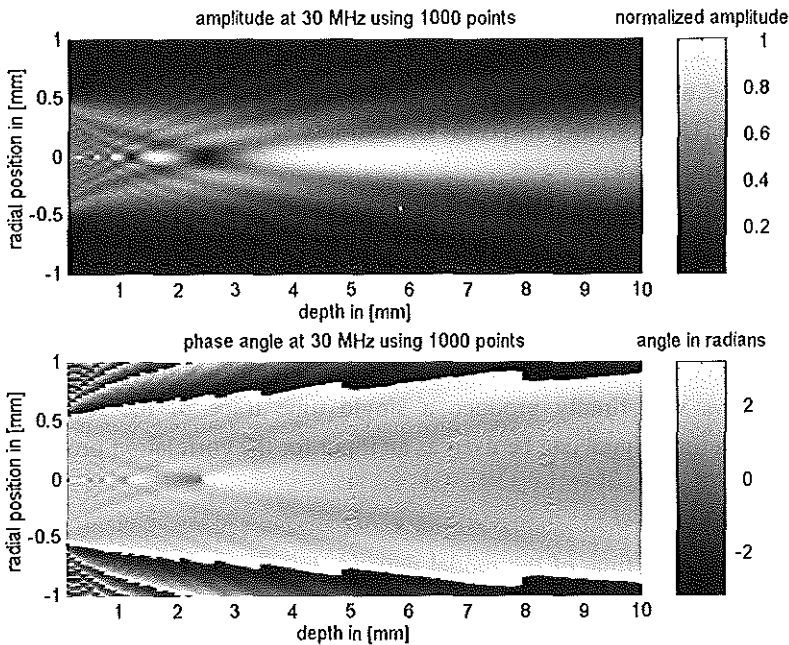 amplitude at 30 MHz using 1000 points
normalized amplitude
radial position in [mm]
1
0.5
0
-0.5
-1
1 2 3 4 5 6 7 8 9 10
depth in [mm]
1
0.8
0.6
0.4
0.2
phase angle at 30 MHz using 1000 points
angle in radians
radial position in [mm]
1
0.5
0
-0.5
-1
1 2 3 4 5 6 7 8 9 10
depth in [mm]
2
0
-2